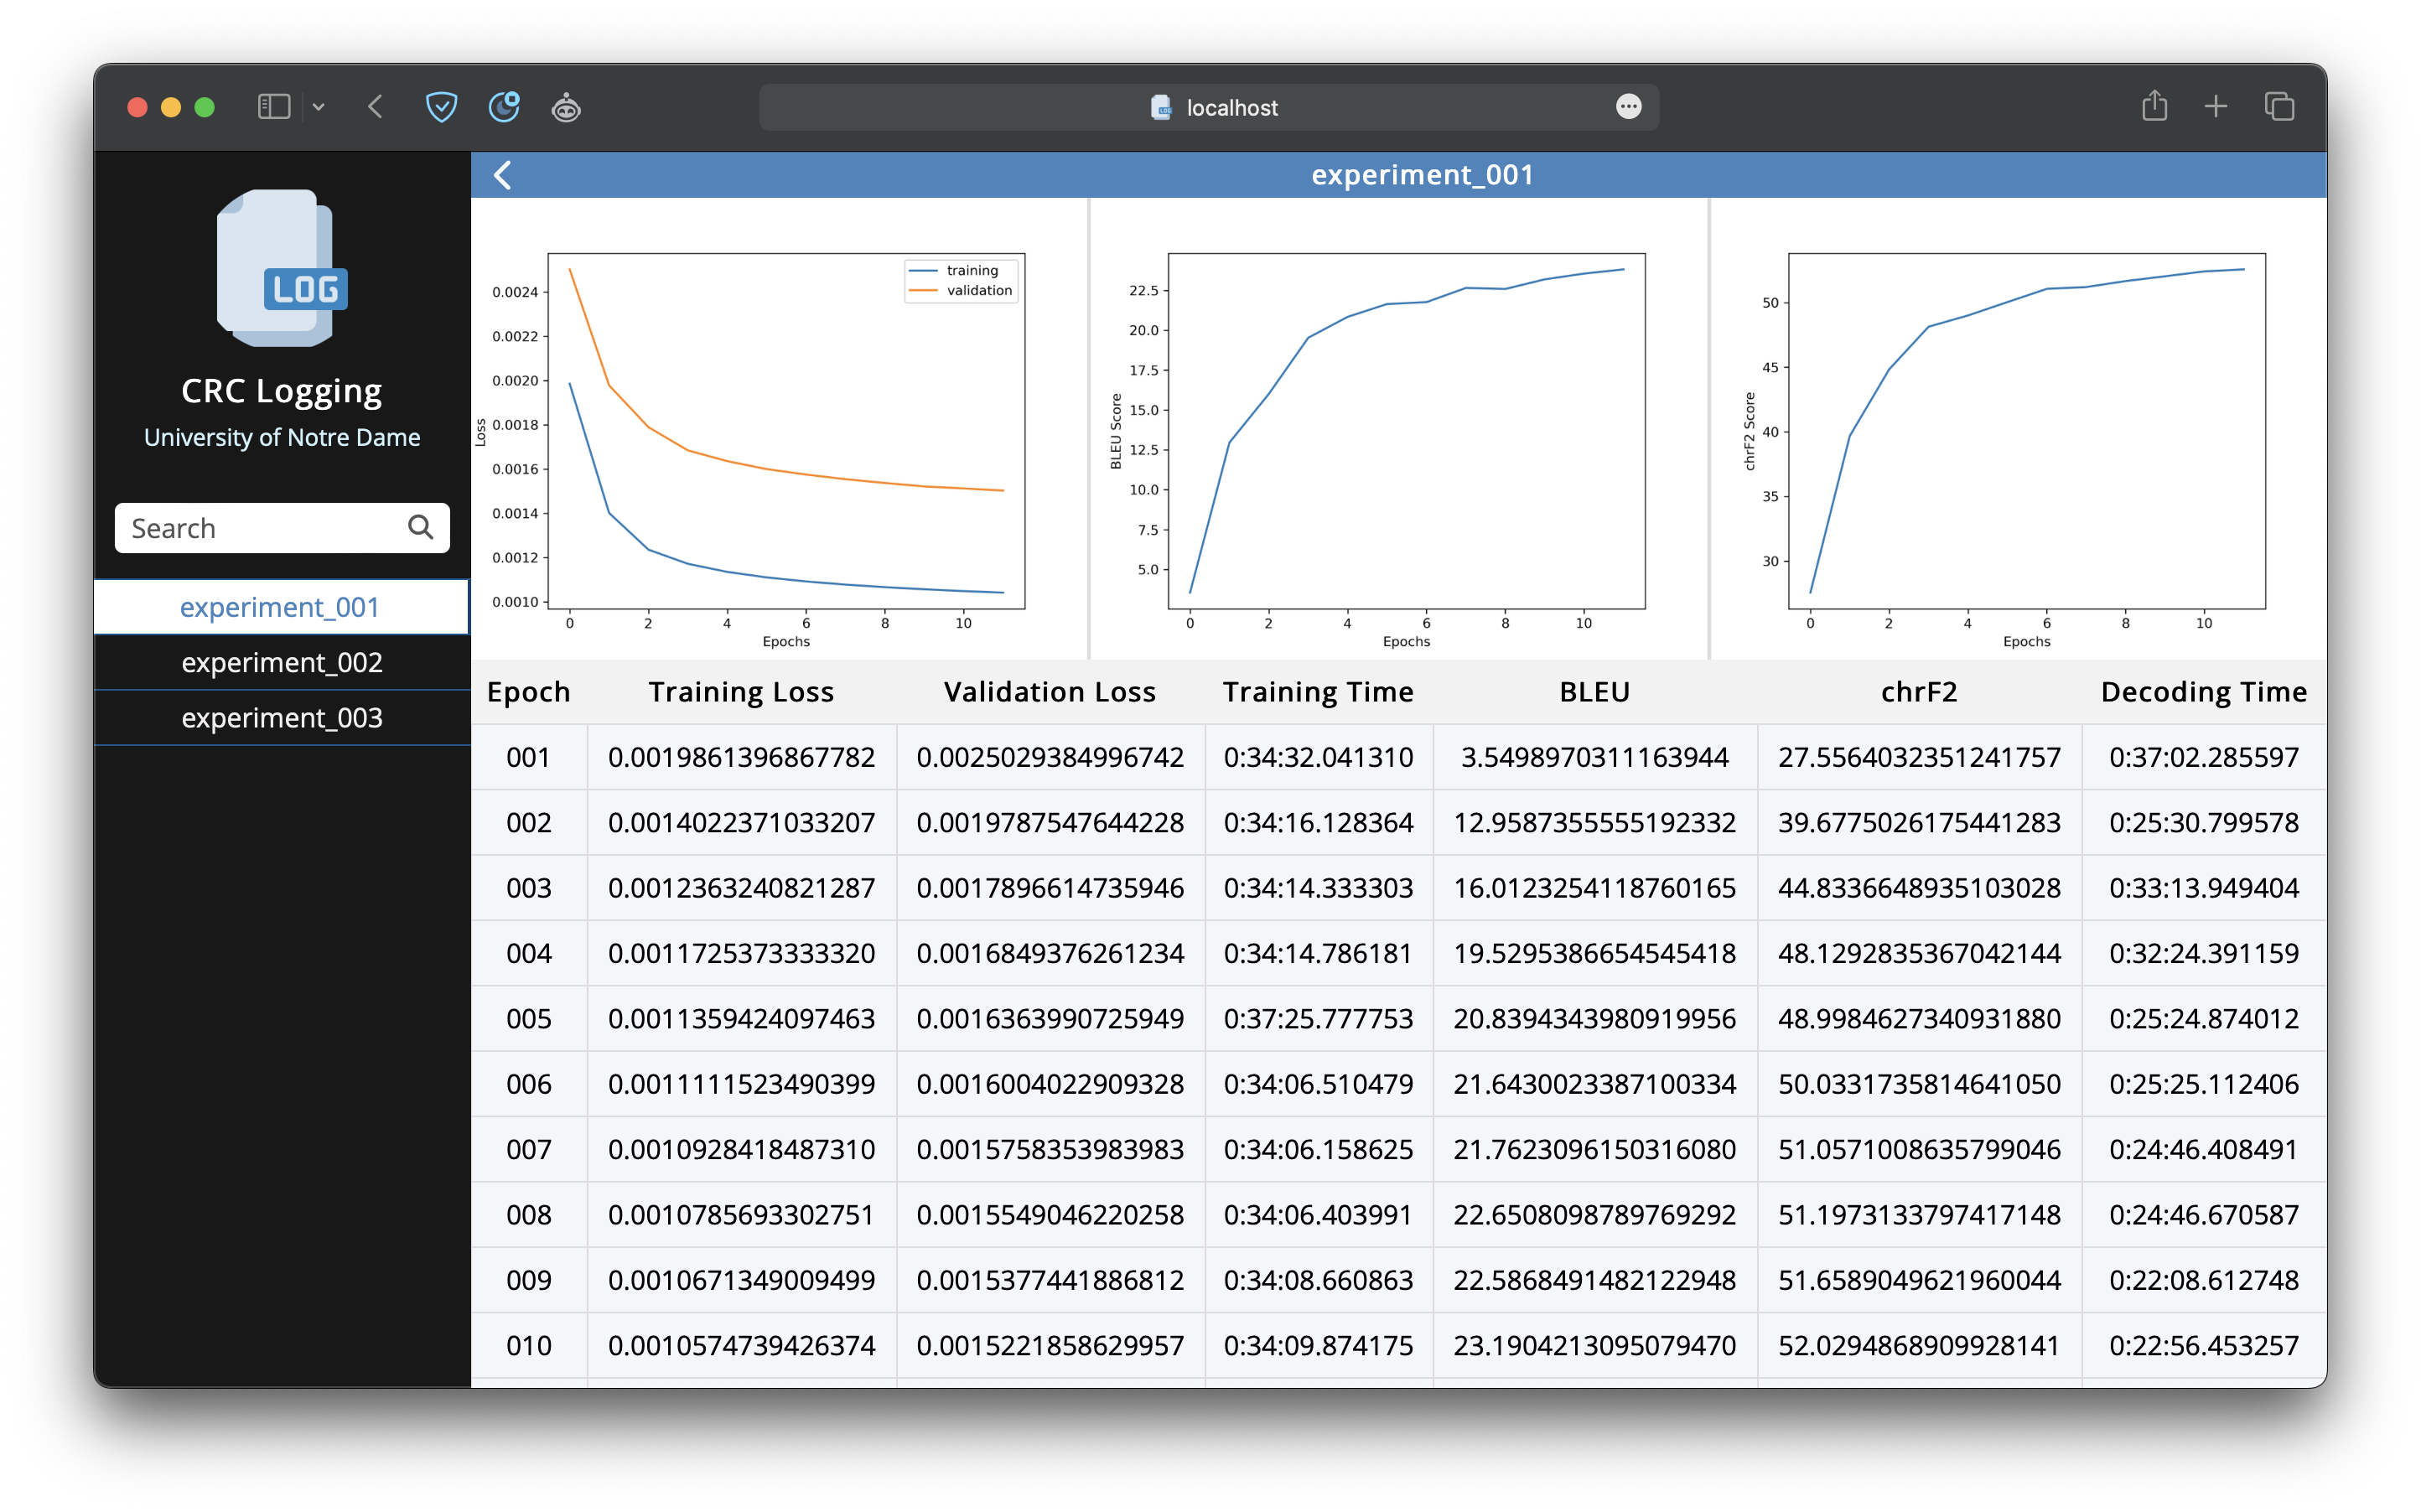 localhost
LOG
CRC Logging
University of Notre Dame
Search
experiment_001
experiment_002
experiment_003
experiment_001
training
validation
0.0024
0.0022
0.0020
0.0018
0.0016
0.0014
0.0012
0.0010
Loss
0 2 4 6 8 10
Epochs
22.5
20.0
17.5
15.0
12.5
10.0
7.5
5.0
BLEU Score
0 2 4 6 8 10
Epochs
50
45
40
35
30
chrF2 Score
0 2 4 6 8 10
Epochs
Epoch Training Loss Validation Loss Training Time BLEU chrF2 Decoding Time
001 0.0019861396867782 0.0025029384996742 0:34:32.041310 3.5498970311163944 27.5564032351241757 0:37:02.285597
002 0.0014022371033207 0.0019787547644228 0:34:16.128364 12.9587355555192332 39.6775026175441283 0:25:30.799578
003 0.0012363240821287 0.0017896614735946 0:34:14.333303 16.0123254118760165 44.8336648935103028 0:33:13.949404
004 0.0011725373333320 0.0016849376261234 0:34:14.786181 19.5295386654545418 48.1292835367042144 0:32:24.391159
005 0.0011359424097463 0.0016363990725949 0:37:25.777753 20.8394343980919956 48.9984627340931880 0:25:24.874012
006 0.0011111523490399 0.0016004022909328 0:34:06.510479 21.6430023387100334 50.0331735814641050 0:25:25.112406
007 0.0010928418487310 0.0015758353983983 0:34:06.158625 21.7623096150316080 51.0571008635799046 0:24:46.408491
008 0.0010785693302751 0.0015549046220258 0:34:06.403991 22.6508098789769292 51.1973133797417148 0:24:46.670587
009 0.0010671349009499 0.0015377441886812 0:34:08.660863 22.5868491482122948 51.6589049621960044 0:22:08.612748
010 0.0010574739426374 0.0015221858629957 0:34:09.874175 23.1904213095079470 52.0294868909928141 0:22:56.453257